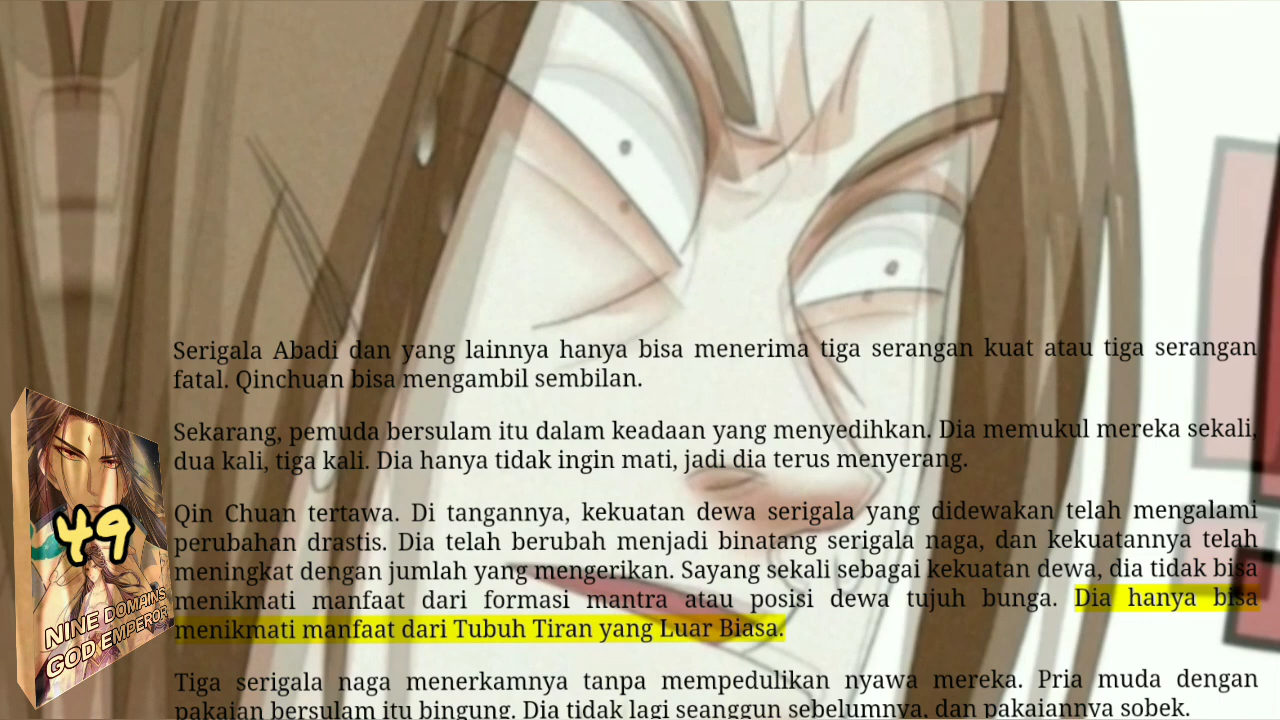 Serigala Abadi dan yang lainnya hanya bisa menerima tiga serangan kuat atau tiga serangan
fatal. Qinchuan bisa mengambil sembilan.
Sekarang, pemuda bersulam itu dalam keadaan yang menyedihkan. Dia memukul mereka sekali,
dua kali, tiga kali. Dia hanya tidak ingin mati, jadi dia terus menyerang.
Qin Chuan tertawa. Di tangannya, kekuatan dewa serigala yang didewakan telah mengalami
perubahan drastis. Dia telah berubah menjadi binatang serigala naga, dan kekuatannya telah
meningkat dengan jumlah yang mengerikan. Sayang sekali sebagai kekuatan dewa, dia tidak bisa
menikmati manfaat dari formasi mantra atau posisi dewa tujuh bunga. Dia hanya bisa
menikmati manfaat dari Tubuh Tiran yang Luar Biasa.
Tiga serigala naga menerkamnya tanpa mempedulikan nyawa mereka. Pria muda dengan
pakaian bersulam itu bingung. Dia tidak lagi seanggun sebelumnya, dan pakaiannya sobek.
49
NINE DOMAINS
GOD EMPEROR